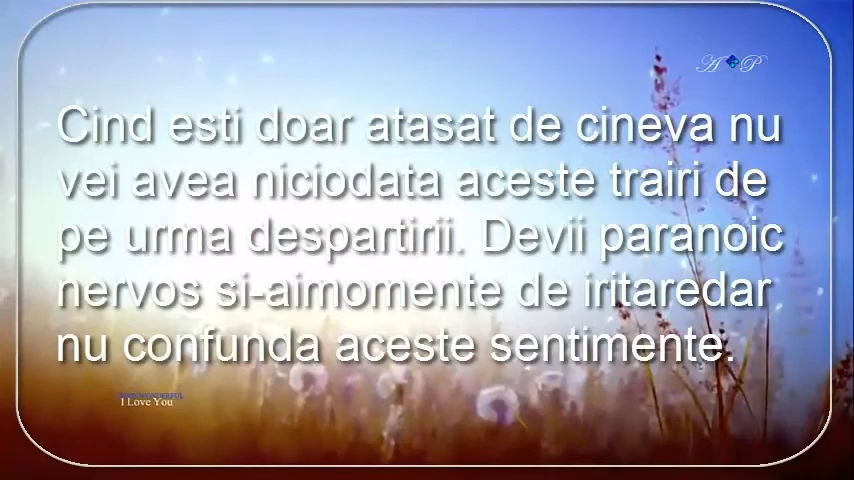 A P
Cind esti doar atasat de cineva nu
vei avea niciodata aceste trairi de
pe urma despartirii. Devii paranoic
nervos si-aimomente de iritaredar
nu confunda aceste sentimente.
I Love You